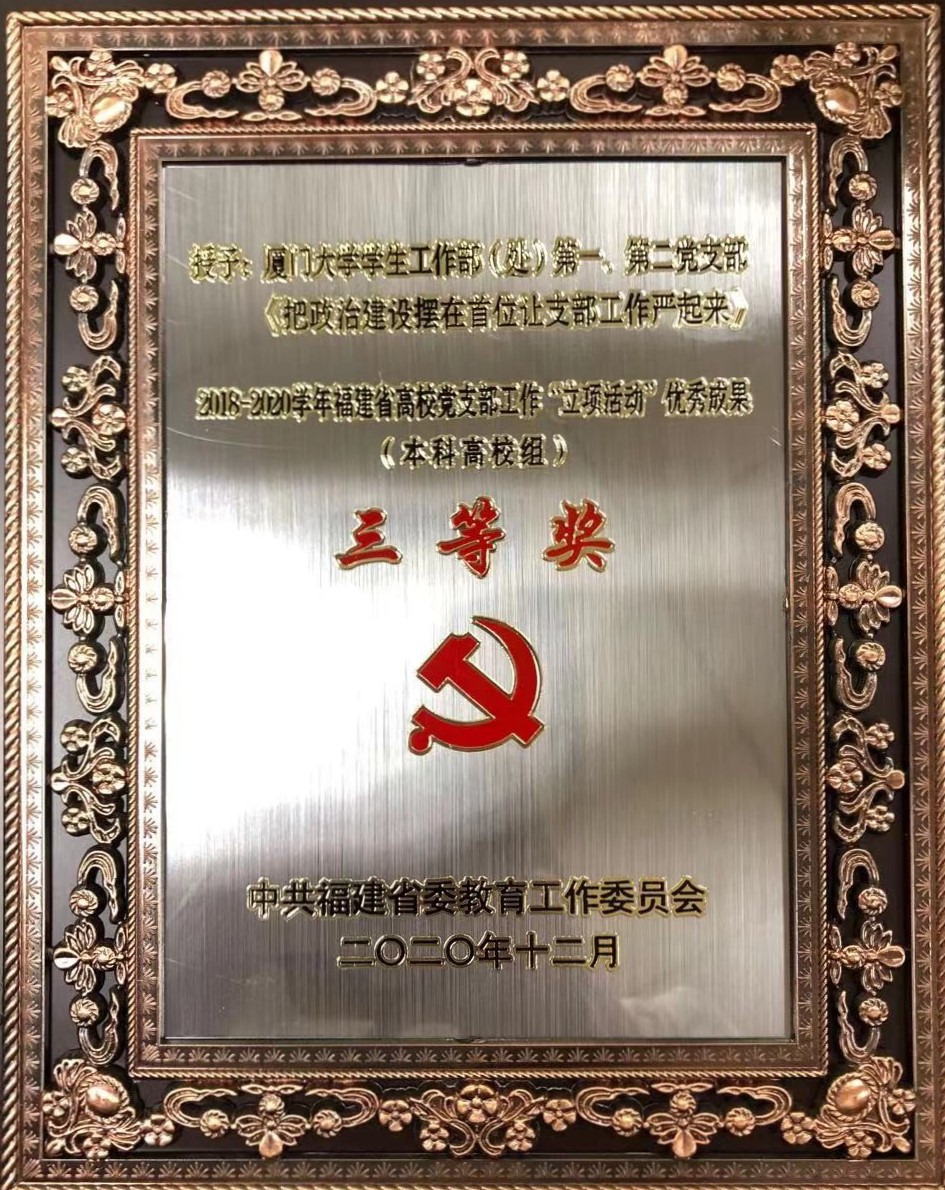 授予：厦门大学学生工作部（处）第一、第二党支部
《把政治建设摆在首位让支部工作严起来》
2018-2020学年福建省高校党支部工作“立项活动”优秀成果
（本科高校组）
三等奖
中共福建省委教育工作委员会
二〇二〇年十二月